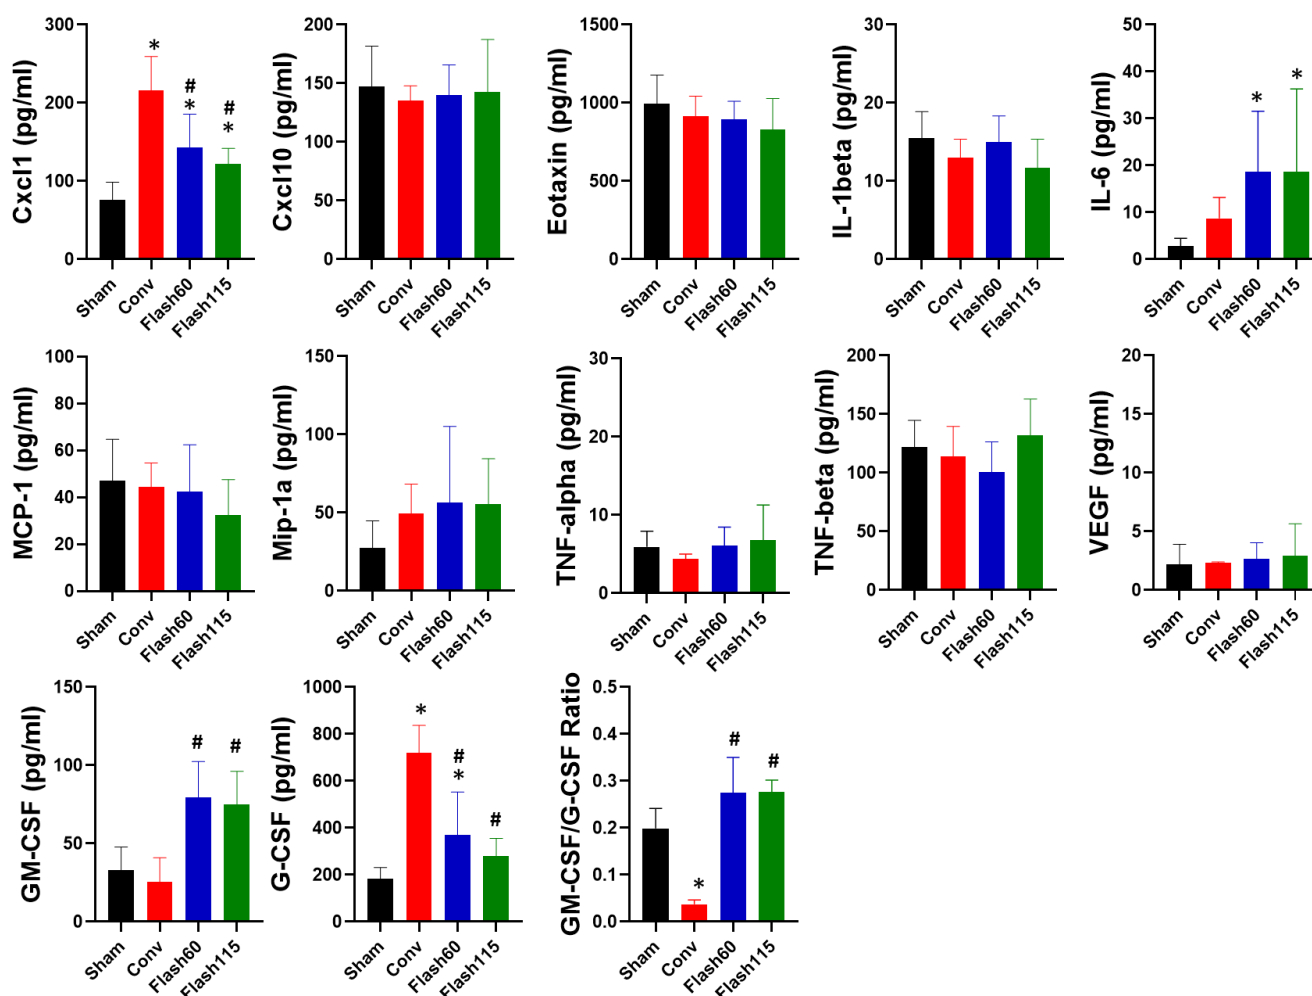 Cxcl1 (pg/ml)
300
200
100
0
*
#
*
#
*
Sham
Conv
Flash60
Flash115
Cxcl10 (pg/ml)
200
150
100
50
0
Sham
Conv
Flash60
Flash115
Eotaxin (pg/ml)
1500
1000
500
0
Sham
Conv
Flash60
Flash115
IL-1beta (pg/ml)
30
20
10
0
Sham
Conv
Flash60
Flash115
IL-6 (pg/ml)
50
40
30
20
10
0
*
*
Sham
Conv
Flash60
Flash115
MCP-1 (pg/ml)
100
80
60
40
20
0
Sham
Conv
Flash60
Flash115
Mip-1a (pg/ml)
150
100
50
0
Sham
Conv
Flash60
Flash115
TNF-alpha (pg/ml)
30
20
10
0
Sham
Conv
Flash60
Flash115
TNF-beta (pg/ml)
200
150
100
50
0
Sham
Conv
Flash60
Flash115
VEGF (pg/ml)
20
15
10
5
0
Sham
Conv
Flash60
Flash115
GM-CSF (pg/ml)
150
100
50
0
#
#
Sham
Conv
Flash60
Flash115
G-CSF (pg/ml)
1000
800
600
400
200
0
*
#
*
#
Sham
Conv
Flash60
Flash115
GM-CSF/G-CSF Ratio
0.5
0.4
0.3
0.2
0.1
0.0
*
#
#
Sham
Conv
Flash60
Flash115